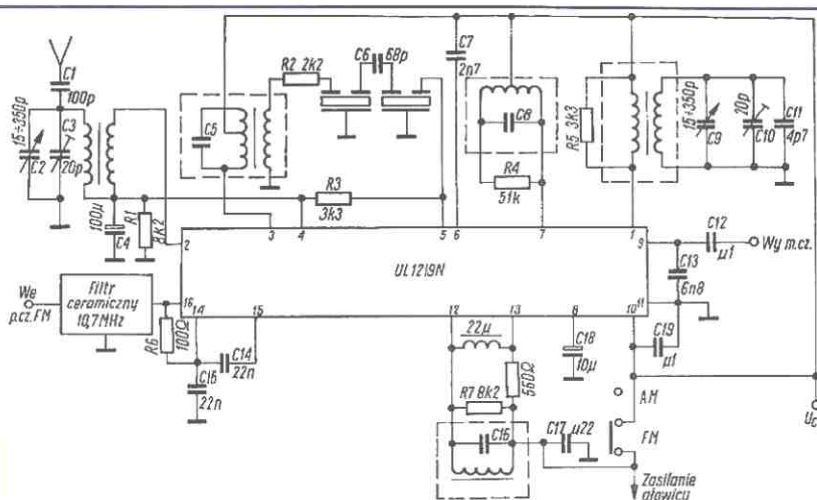 C1
100p
15÷350p
C3
C2
20p
100µ
C4
R1
8k2
C5
R2 2k2
C6 68p
R3
3k3
C7
2n7
C8
R4
51k
R5 3k3
15÷350p
C9
20p
C10
C11
4p7
2
3
4
5
6
7
1
UL1219N
9
C12
µ1
Wy m.cz.
C13
6n8
11
We
p.cz. FM
Filtr
ceramiczny
10,7MHz
16
14
15
12
13
8
10
R6
100Ω
C14
22n
C15
22n
22µ
560Ω
R7 8k2
C16
C17 µ22
C18
10µ
C19
µ1
AM
FM
Zasilanie
głowicy